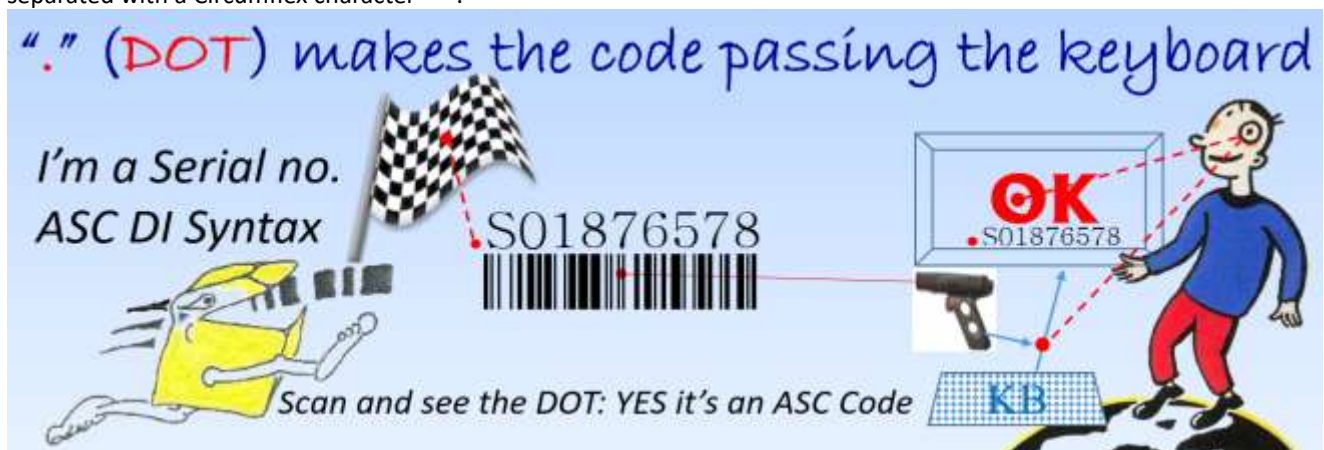 separated with a Circumflex character
"." (DOT) makes the code passing the keyboard
I'm a Serial no.
ASC DI Syntax
.S01876578
OK
.S01876578
Scan and see the DOT: YES it's an ASC Code
KB